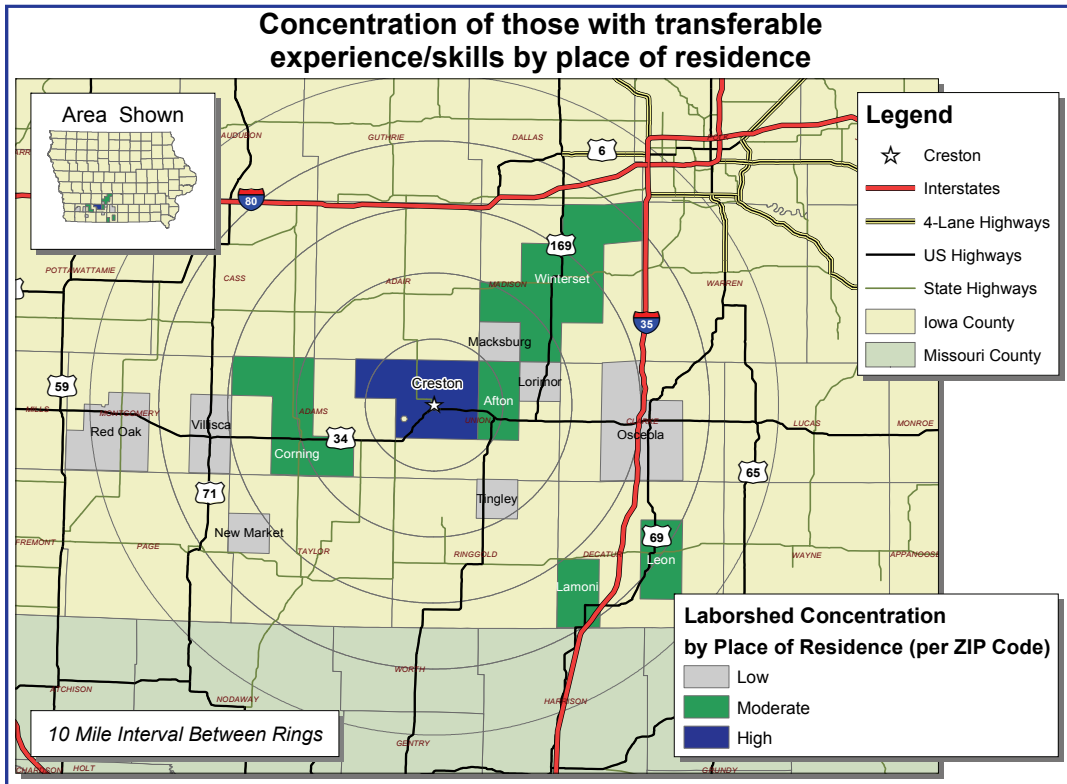 Concentration of those with transferable
experience/skills by place of residence
Area Shown
AUDUBON
GUTHRIE
DALLAS
6
80
169
POTTAWATTAMIE
CASS
ADAIR
MADISON
Winterset
WARREN
35
Macksburg
59
Creston
Lorimor
Afton
MILLS
MONTGOMERY
Red Oak
Villisca
ADAMS
34
UNION
CLARKE
Osceola
LUCAS
MONROE
Corning
65
71
Tingley
New Market
69
FREMONT
PAGE
TAYLOR
RINGGOLD
DECATUR
Leon
WAYNE
APPANOOSE
Lamoni
WORTH
ATCHISON
NODAWAY
HARRISON
GENTRY
HOLT
GRUNDY
10 Mile Interval Between Rings
Legend
Creston
Interstates
4-Lane Highways
US Highways
State Highways
Iowa County
Missouri County
Laborshed Concentration
by Place of Residence (per ZIP Code)
Low
Moderate
High